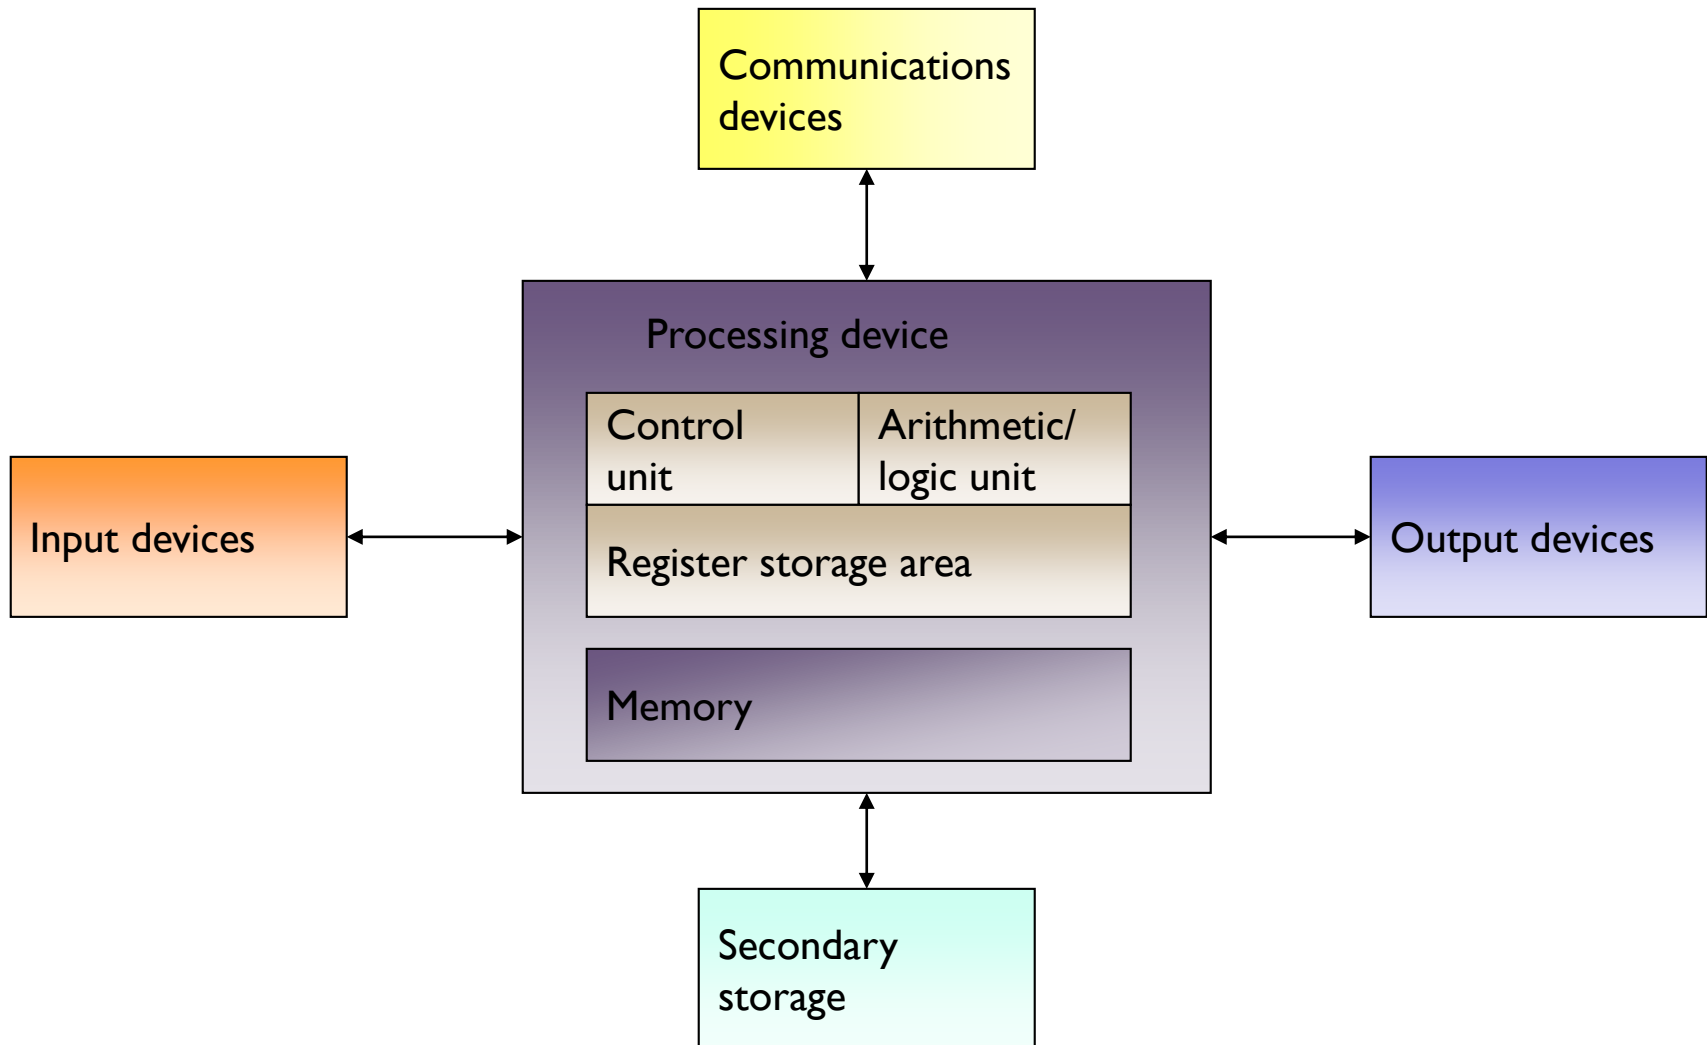 Communications
devices
Processing device
Control
unit
Arithmetic/
logic unit
Input devices
Register storage area
Output devices
Memory
Secondary
storage